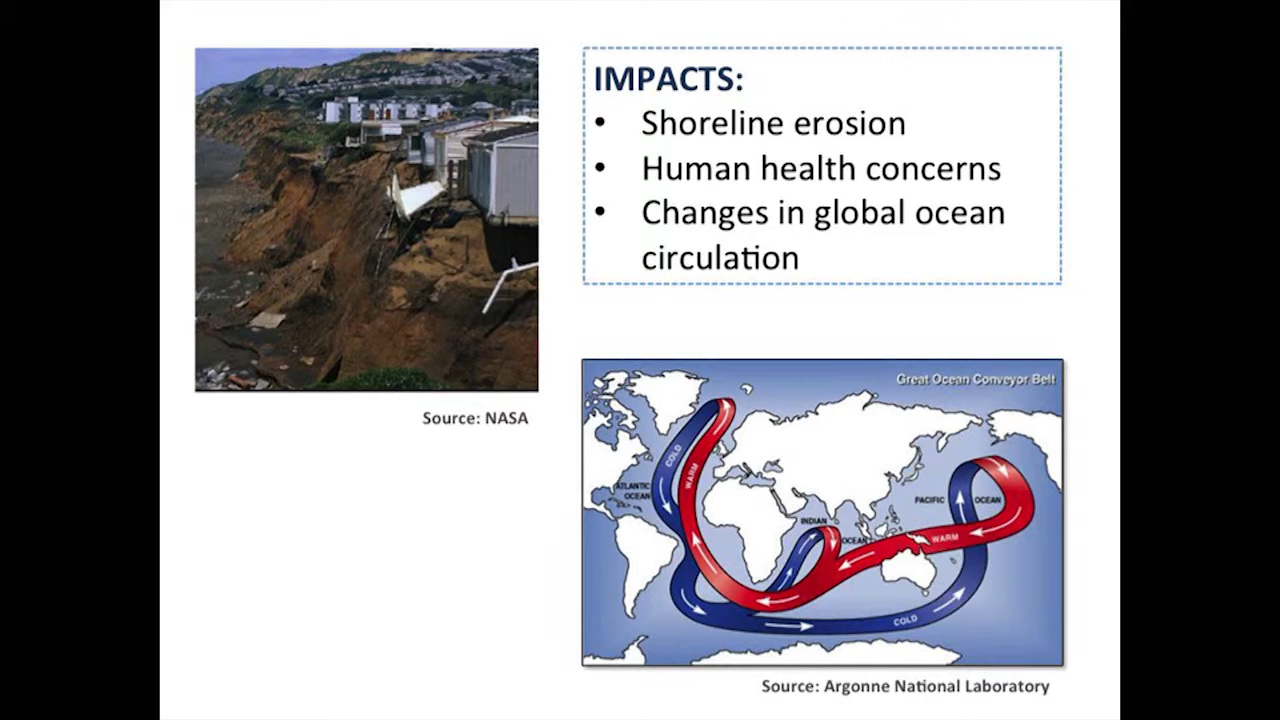 IMPACTS:
• Shoreline erosion
• Human health concerns
• Changes in global ocean
circulation
Source: NASA
Great Ocean Conveyor Belt
COLD
WARM
ATLANTIC
OCEAN
PACIFIC
OCEAN
INDIAN
OCEAN
WARM
COLD
Source: Argonne National Laboratory